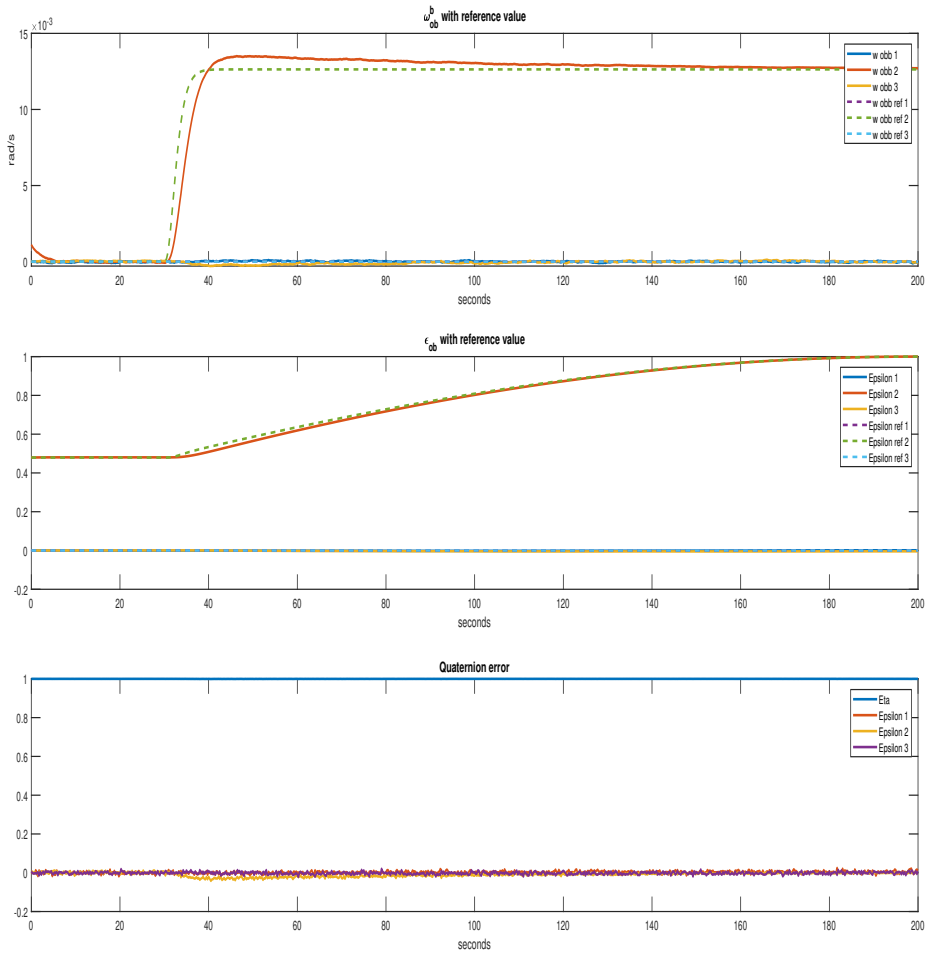 ω_ob^b with reference value
×10^-3
15
10
5
0
rad/s
w obb 1
w obb 2
w obb 3
w obb ref 1
w obb ref 2
w obb ref 3
0 20 40 60 80 100 120 140 160 180 200
seconds
ϵ_ob with reference value
1
0.8
0.6
0.4
0.2
0
-0.2
Epsilon 1
Epsilon 2
Epsilon 3
Epsilon ref 1
Epsilon ref 2
Epsilon ref 3
0 20 40 60 80 100 120 140 160 180 200
seconds
Quaternion error
1
0.8
0.6
0.4
0.2
0
-0.2
Eta
Epsilon 1
Epsilon 2
Epsilon 3
0 20 40 60 80 100 120 140 160 180 200
seconds